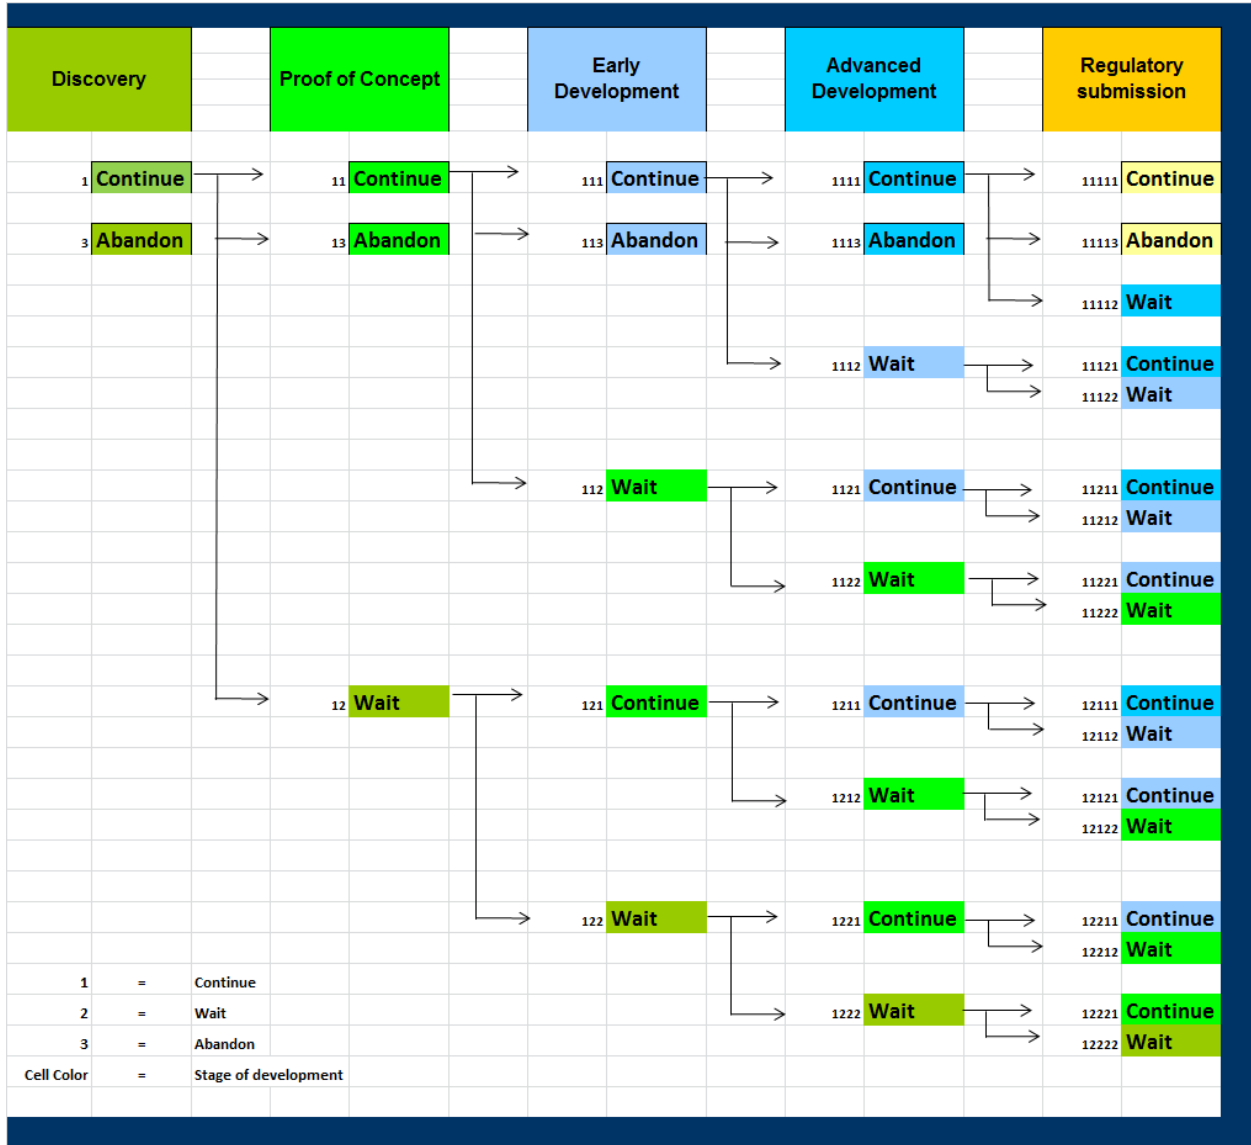 Discovery
Proof of Concept
Early
Development
Advanced
Development
Regulatory
submission
1 Continue
11 Continue
111 Continue
1111 Continue
11111 Continue
3 Abandon
13 Abandon
113 Abandon
1113 Abandon
11113 Abandon
11112 Wait
1112 Wait
11121 Continue
11122 Wait
112 Wait
1121 Continue
11211 Continue
11212 Wait
1122 Wait
11221 Continue
11222 Wait
12 Wait
121 Continue
1211 Continue
12111 Continue
12112 Wait
1212 Wait
12121 Continue
12122 Wait
122 Wait
1221 Continue
12211 Continue
12212 Wait
1222 Wait
12221 Continue
12222 Wait
1 = Continue
2 = Wait
3 = Abandon
Cell Color = Stage of development